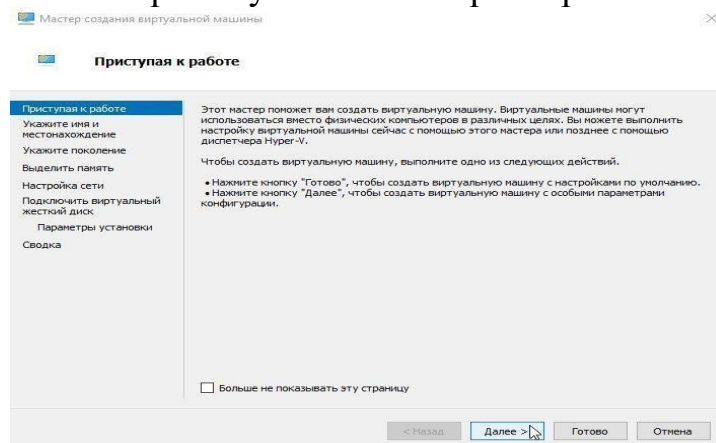 Мастер создания виртуальной машины
Приступая к работе
Приступая к работе
Укажите имя и
местонахождение
Укажите поколение
Выделить память
Настройка сети
Подключить виртуальный
жесткий диск
Параметры установки
Сводка
Этот мастер поможет вам создать виртуальную машину. Виртуальные машины могут
использоваться вместо физических компьютеров в различных целях. Вы можете выполнить
настройку виртуальной машины сейчас с помощью этого мастера или позднее с помощью
диспетчера Hyper-V.
Чтобы создать виртуальную машину, выполните одно из следующих действий.
• Нажмите кнопку "Готово", чтобы создать виртуальную машину с настройками по умолчанию.
• Нажмите кнопку "Далее", чтобы создать виртуальную машину с особыми параметрами
конфигурации.
Больше не показывать эту страницу
< Назад Далее > Готово Отмена